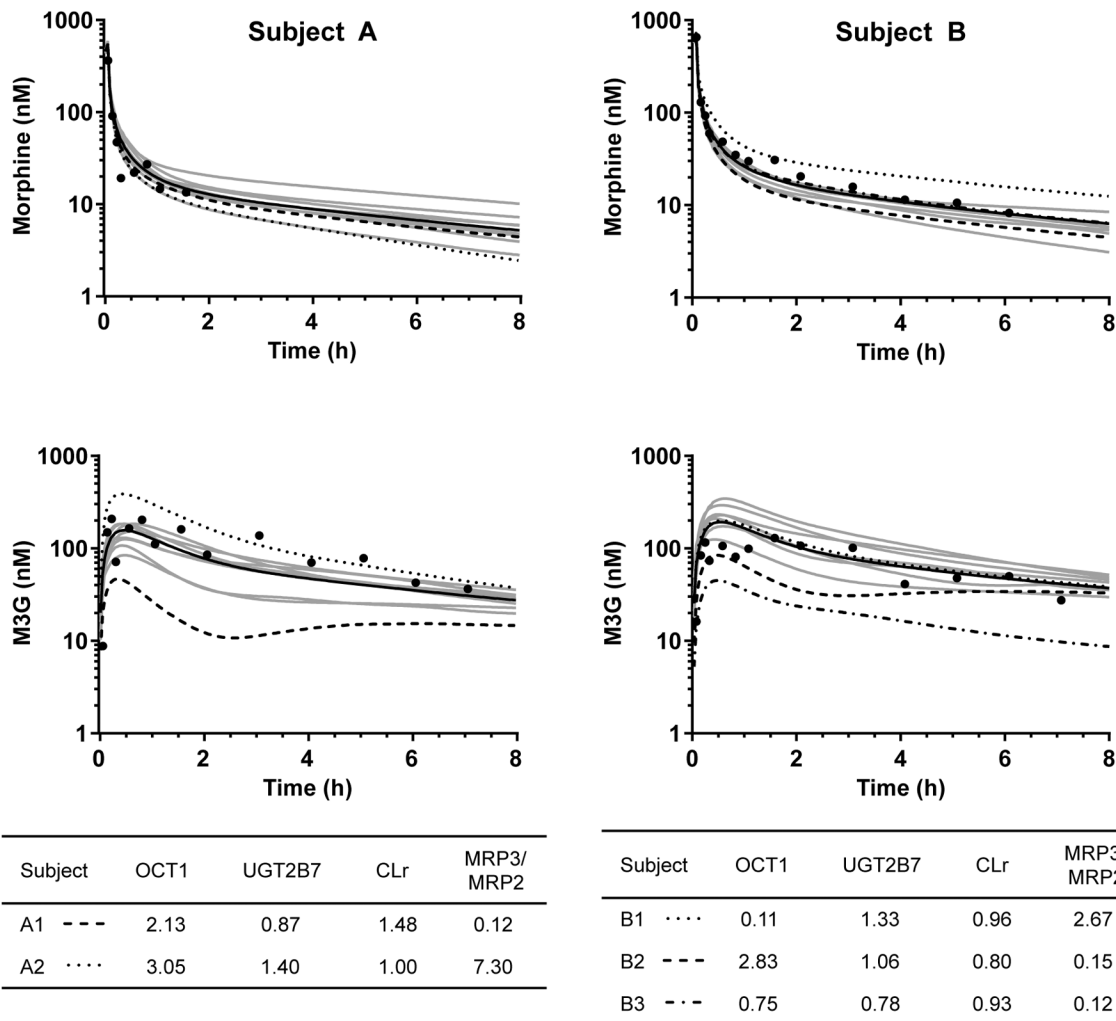 Subject A
Morphine (nM)
1000
100
10
1
0 2 4 6 8
Time (h)
Subject B
Morphine (nM)
1000
100
10
1
0 2 4 6 8
Time (h)
M3G (nM)
1000
100
10
1
0 2 4 6 8
Time (h)
M3G (nM)
1000
100
10
1
0 2 4 6 8
Time (h)
Subject OCT1 UGT2B7 CLr MRP3/
MRP2
A1 2.13 0.87 1.48 0.12
A2 3.05 1.40 1.00 7.30
Subject OCT1 UGT2B7 CLr MRP3
MRP2
B1 0.11 1.33 0.96 2.67
B2 2.83 1.06 0.80 0.15
B3 0.75 0.78 0.93 0.12